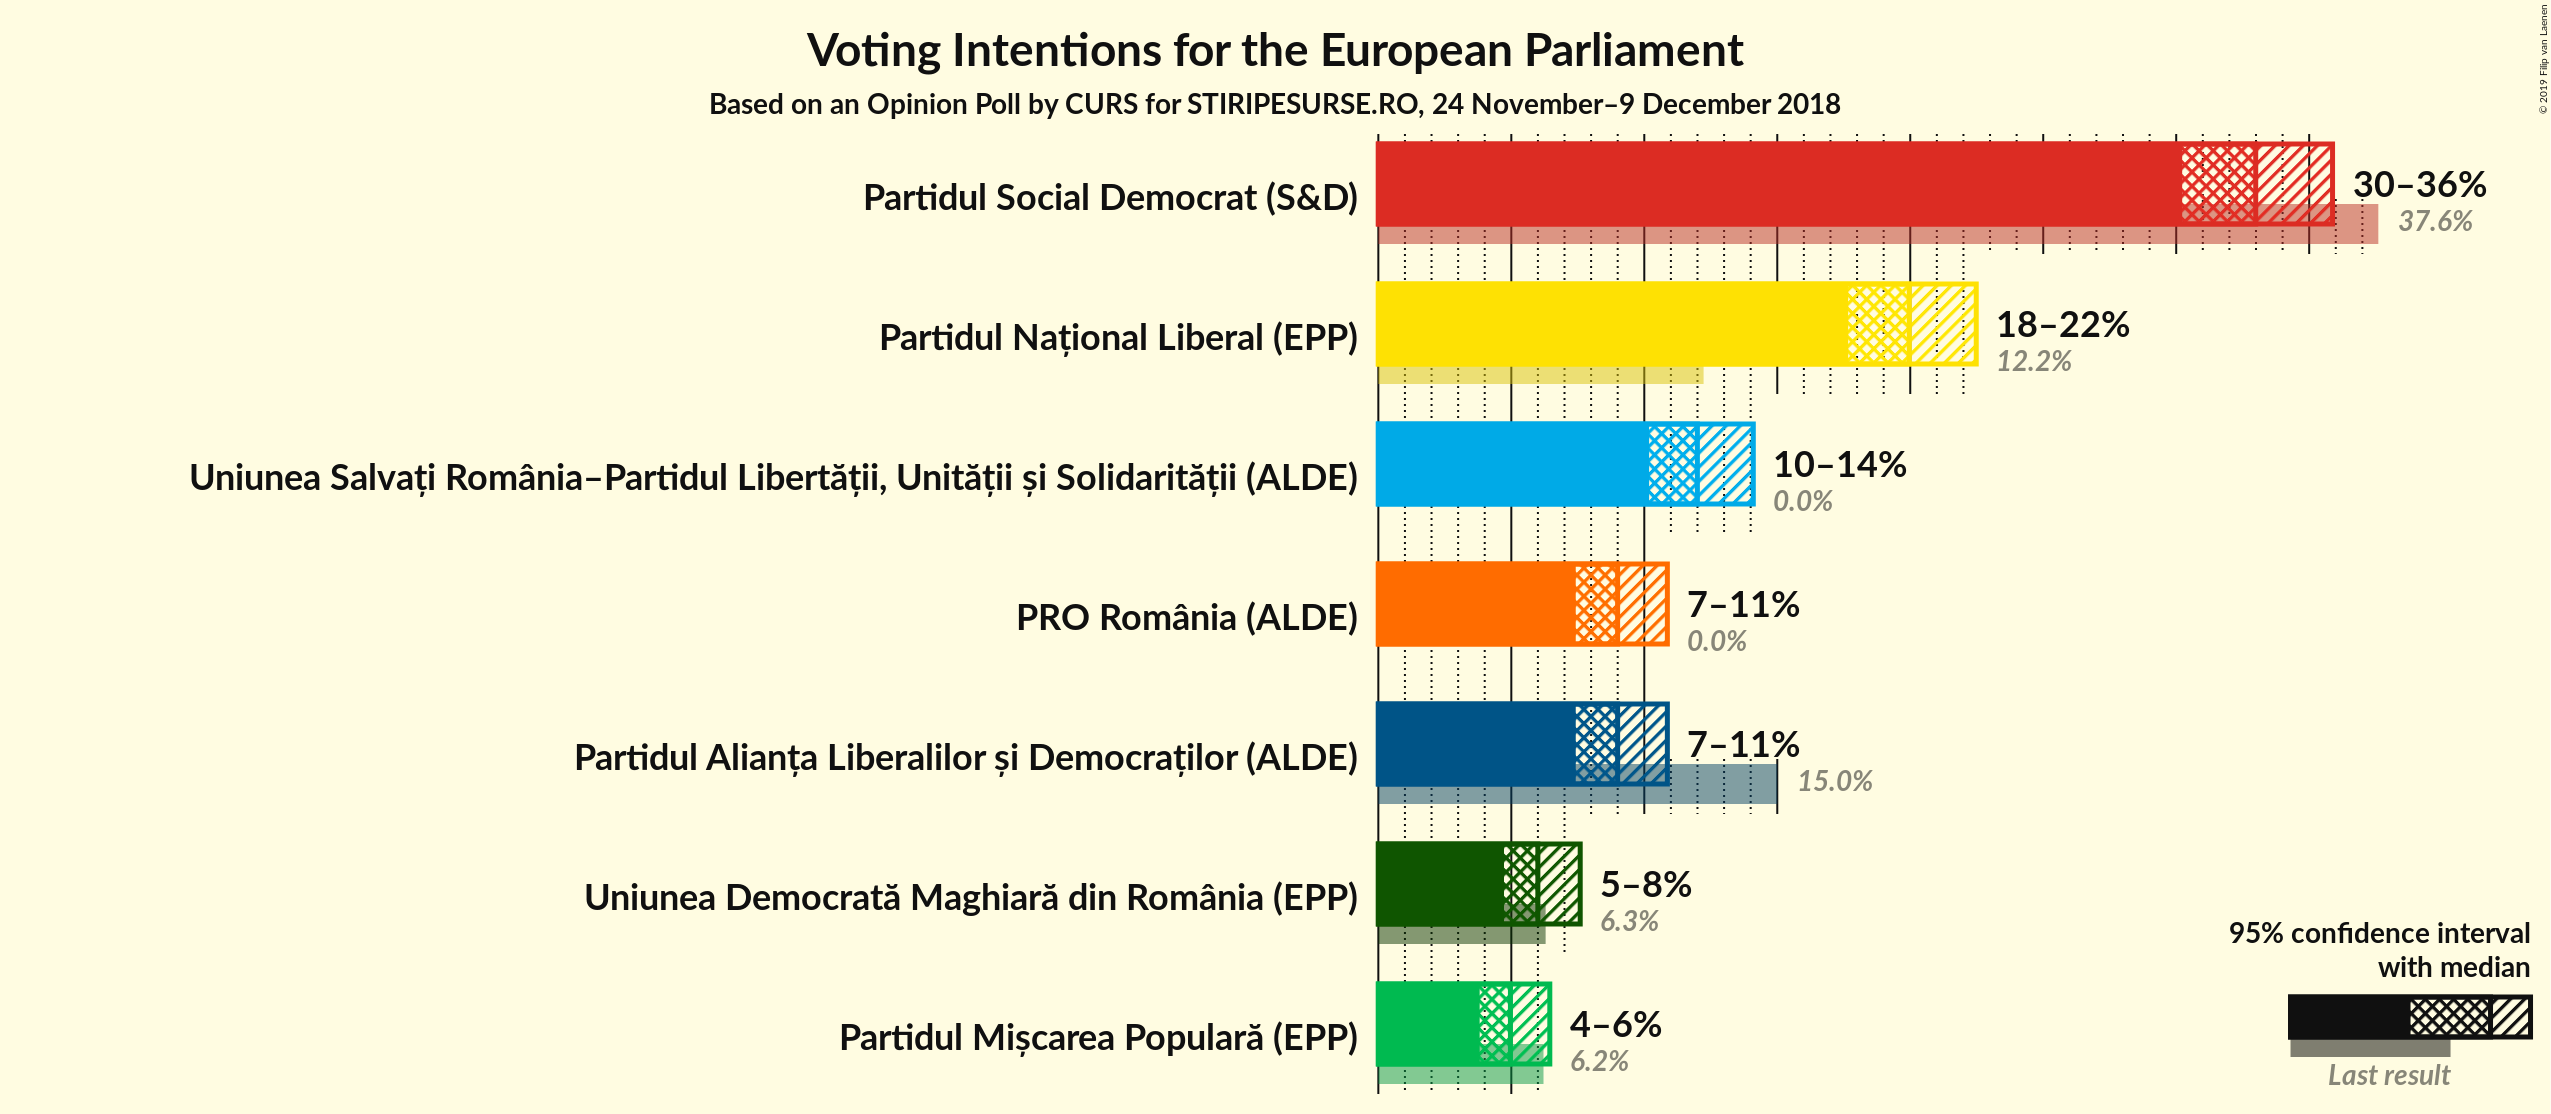 Voting Intentions for the European Parliament
Based on an Opinion Poll by CURS for STIRIPESURSE.RO, 24 November–9 December 2018
© 2019 Filip van Laenen
Partidul Social Democrat (S&D)
30–36%
37.6%
Partidul Național Liberal (EPP)
18–22%
12.2%
Uniunea Salvați România–Partidul Libertății, Unității și Solidarității (ALDE)
10–14%
0.0%
PRO România (ALDE)
7–11%
0.0%
Partidul Alianța Liberalilor și Democraților (ALDE)
7–11%
15.0%
Uniunea Democrată Maghiară din România (EPP)
5–8%
6.3%
Partidul Mișcarea Populară (EPP)
4–6%
6.2%
95% confidence interval
with median
Last result